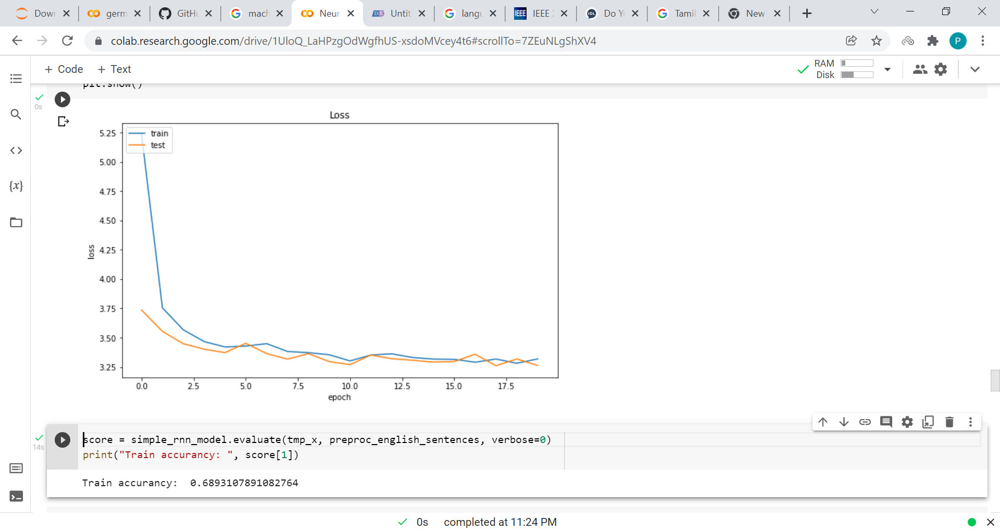 Dowr
germ
GitHu
mach
Neur
Untit
langu
IEEE
Do Yo
Tamil
New
colab.research.google.com/drive/1UloQ_LaHPzgOdWgfhUS-xsdoMVcey4t6#scrollTo=7ZEuNLgShXV4
P
+ Code + Text
RAM
Disk
plt.show()
0s
Loss
train
test
5.25
5.00
4.75
4.50
4.25
4.00
3.75
3.50
3.25
loss
0.0 2.5 5.0 7.5 10.0 12.5 15.0 17.5
epoch
14s
score = simple_rnn_model.evaluate(tmp_x, preproc_english_sentences, verbose=0)
print("Train accurancy: ", score[1])
Train accurancy: 0.6893107891082764
0s completed at 11:24 PM